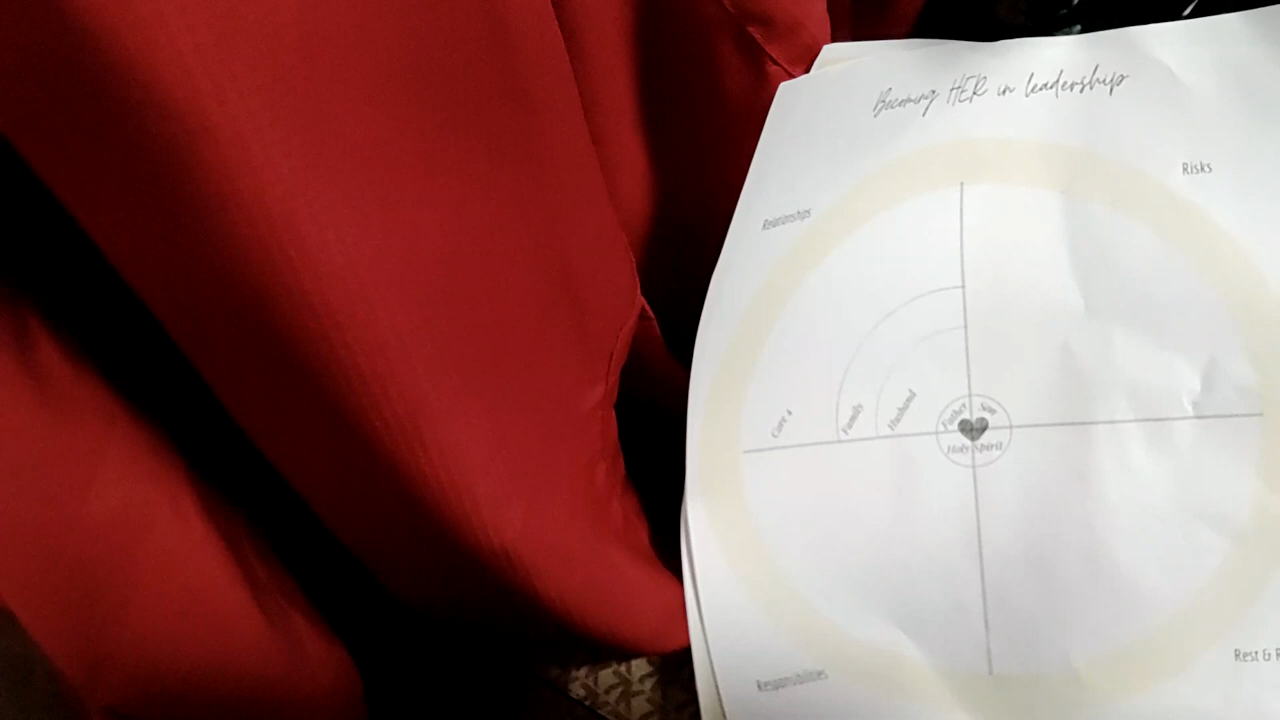 Becoming HER in leadership
Risks
Relationships
Core 4
Family
Husband
Father
Son
Holy Spirit
Responsibilities
Rest & R